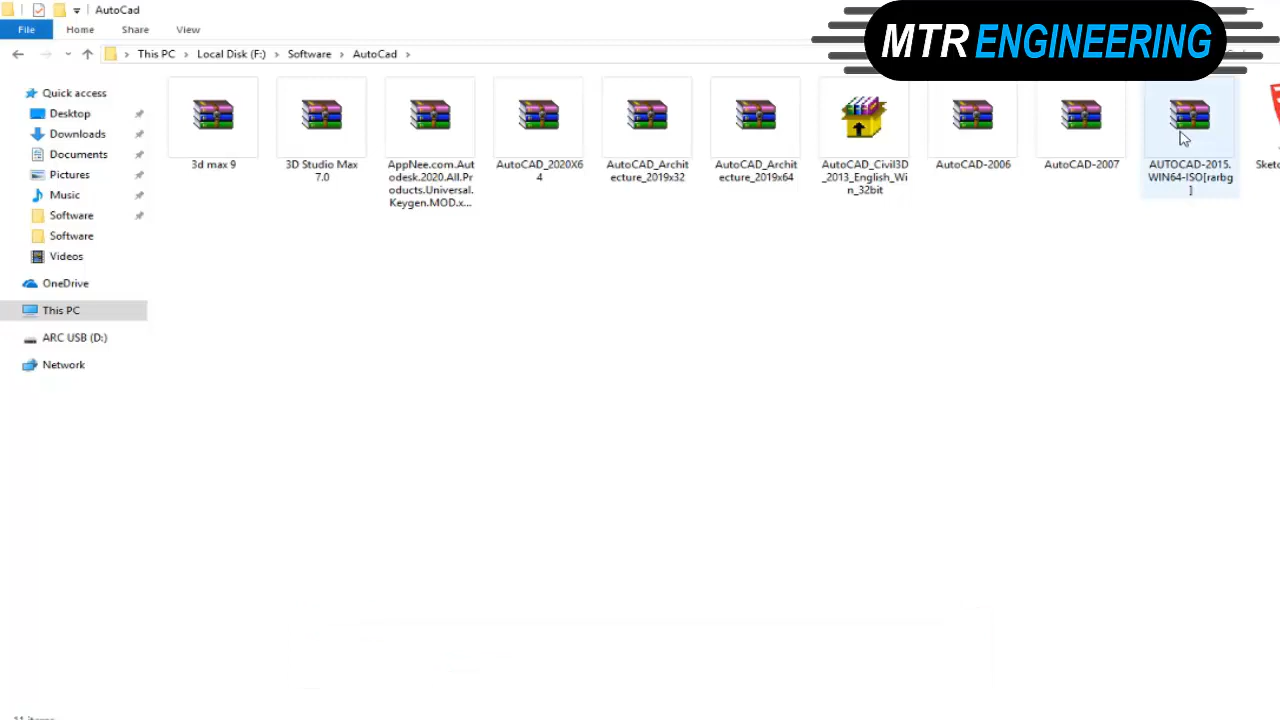 AutoCad
MTR ENGINEERING
File
Home
Share
View
This PC
Local Disk (F:)
Software
AutoCad
Quick access
Desktop
Downloads
Documents
Pictures
Music
Software
Software
Videos
OneDrive
This PC
ARC USB (D:)
Network
3d max 9
3D Studio Max
7.0
AppNee.com.Aut
odesk.2020.All.Pr
oducts.Universal.
Keygen.MOD.x...
AutoCAD_2020X6
4
AutoCAD_Archit
ecture_2019x32
AutoCAD_Archit
ecture_2019x64
AutoCAD_Civil3D
_2013_English_Wi
n_32bit
AutoCAD-2006
AutoCAD-2007
AUTOCAD-2015.
WIN64-ISO[rarbg
]